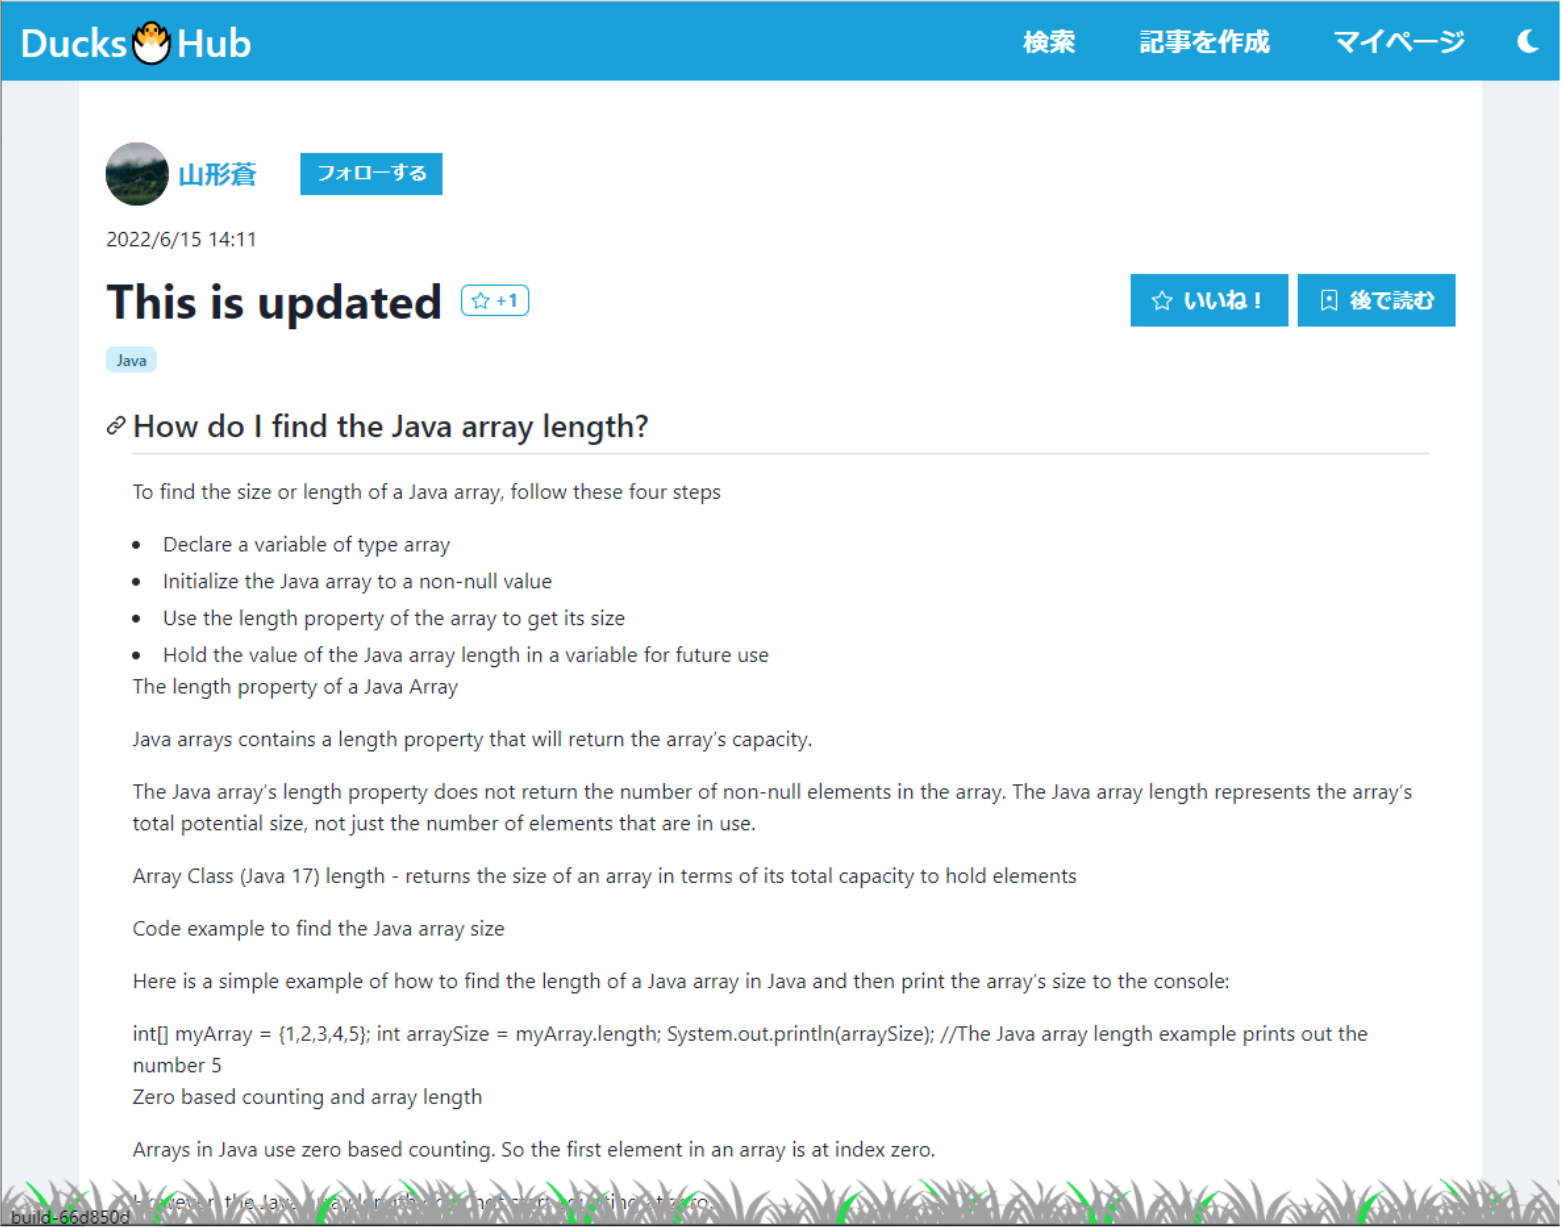 Ducks Hub
検索 記事を作成 マイページ
山形蒼 フォローする
2022/6/15 14:11
This is updated +1 いいね！ 後で読む
Java
How do I find the Java array length?
To find the size or length of a Java array, follow these four steps
Declare a variable of type array
Initialize the Java array to a non-null value
Use the length property of the array to get its size
Hold the value of the Java array length in a variable for future use
The length property of a Java Array
Java arrays contains a length property that will return the array’s capacity.
The Java array’s length property does not return the number of non-null elements in the array. The Java array length represents the array’s
total potential size, not just the number of elements that are in use.
Array Class (Java 17) length - returns the size of an array in terms of its total capacity to hold elements
Code example to find the Java array size
Here is a simple example of how to find the length of a Java array in Java and then print the array’s size to the console:
int[] myArray = {1,2,3,4,5}; int arraySize = myArray.length; System.out.println(arraySize); //The Java array length example prints out the
number 5
Zero based counting and array length
Arrays in Java use zero based counting. So the first element in an array is at index zero.
the zero.
build-66d850d